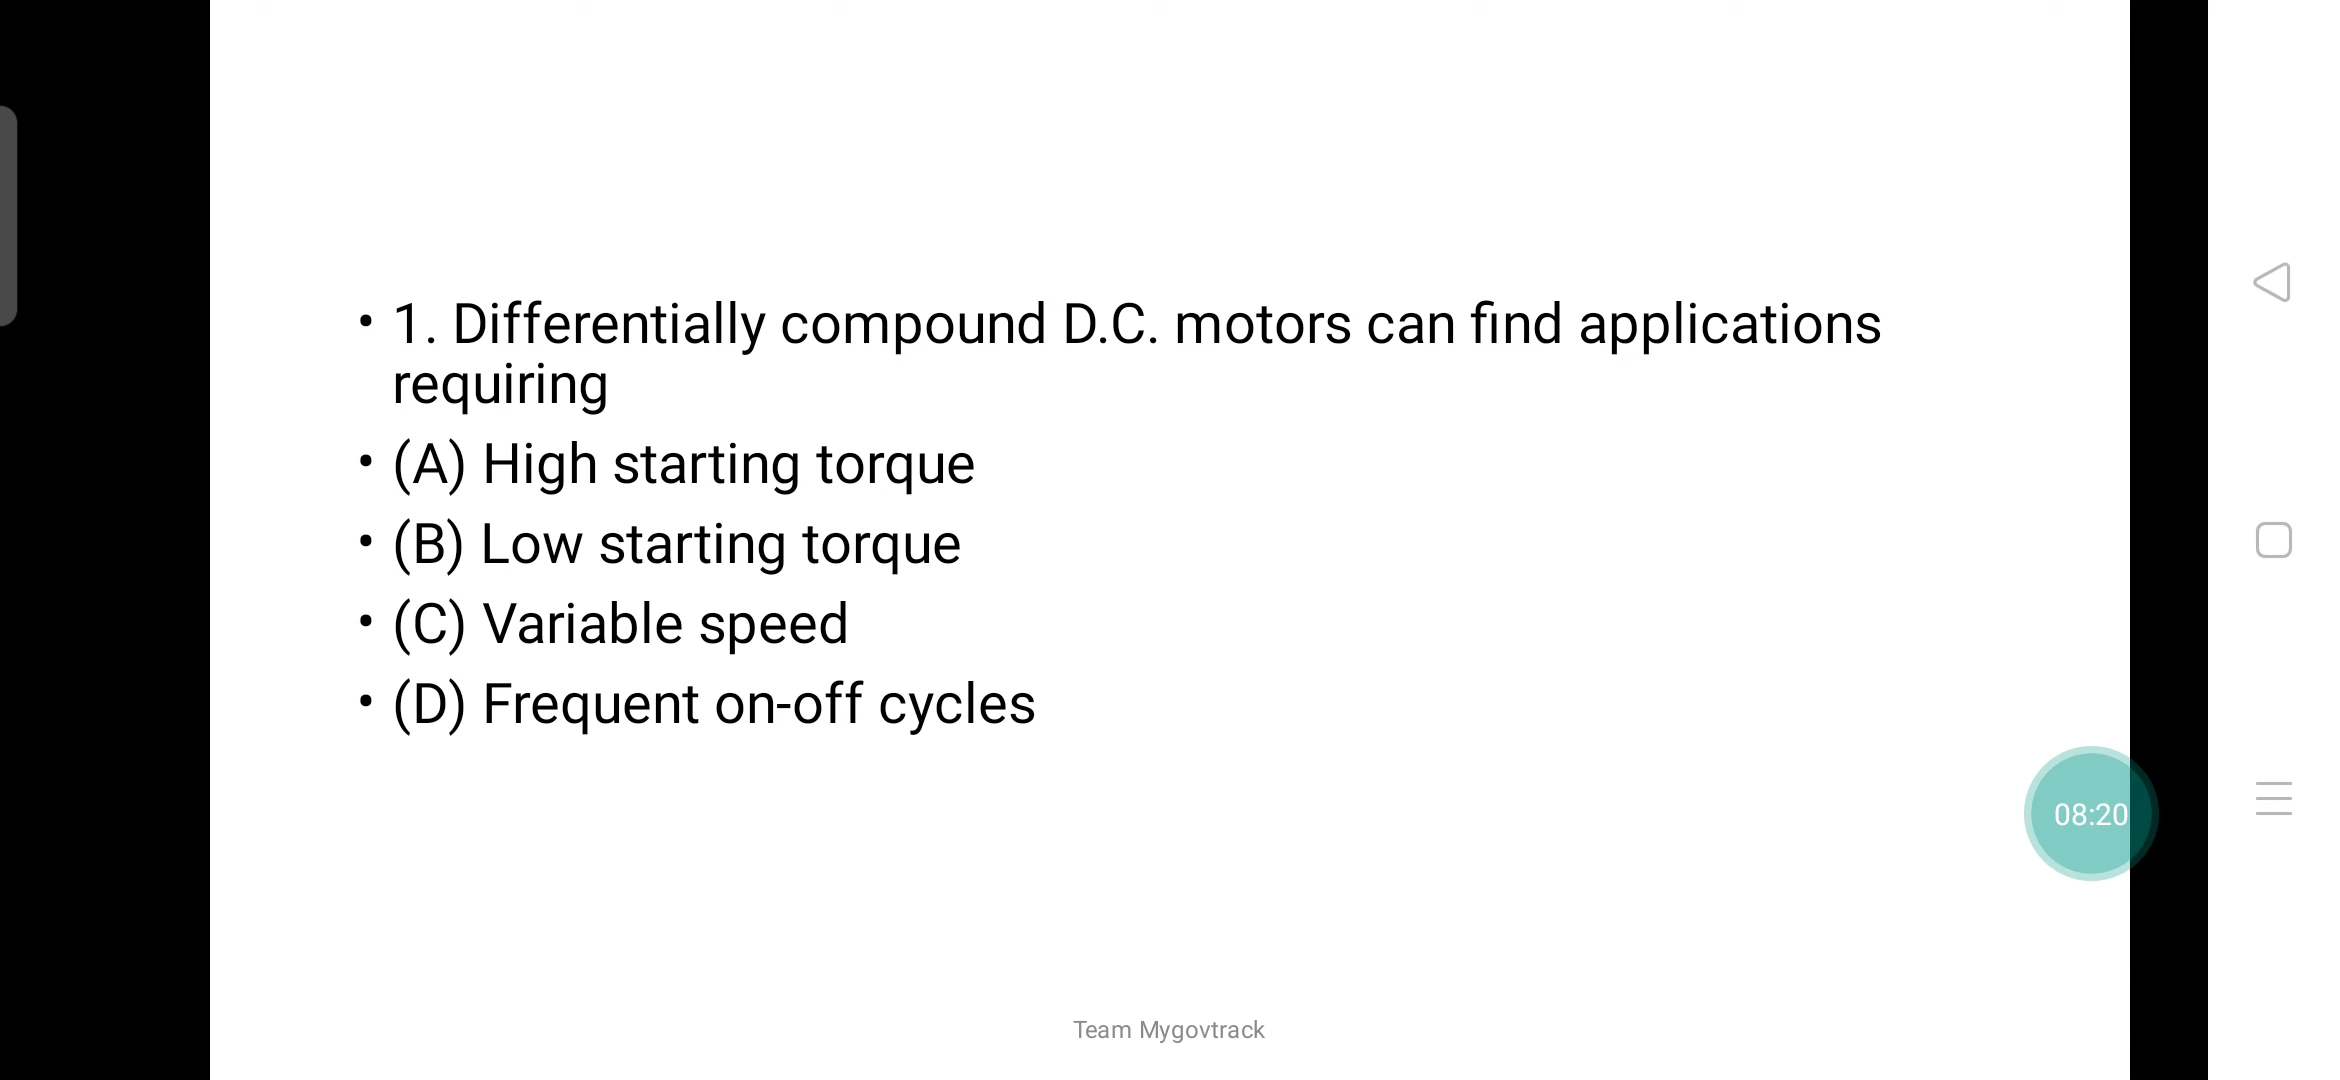 • 1. Differentially compound D.C. motors can find applications
requiring
• (A) High starting torque
• (B) Low starting torque
• (C) Variable speed
• (D) Frequent on-off cycles
08:20
Team Mygovtrack